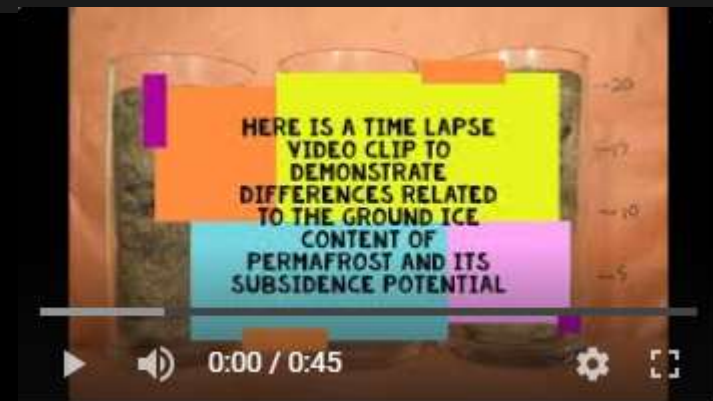 HERE IS A TIME LAPSE
VIDEO CLIP TO
DEMONSTRATE
DIFFERENCES RELATED
TO THE GROUND ICE
CONTENT OF
PERMAFROST AND ITS
SUBSIDENCE POTENTIAL
20
10
5
0:00 / 0:45